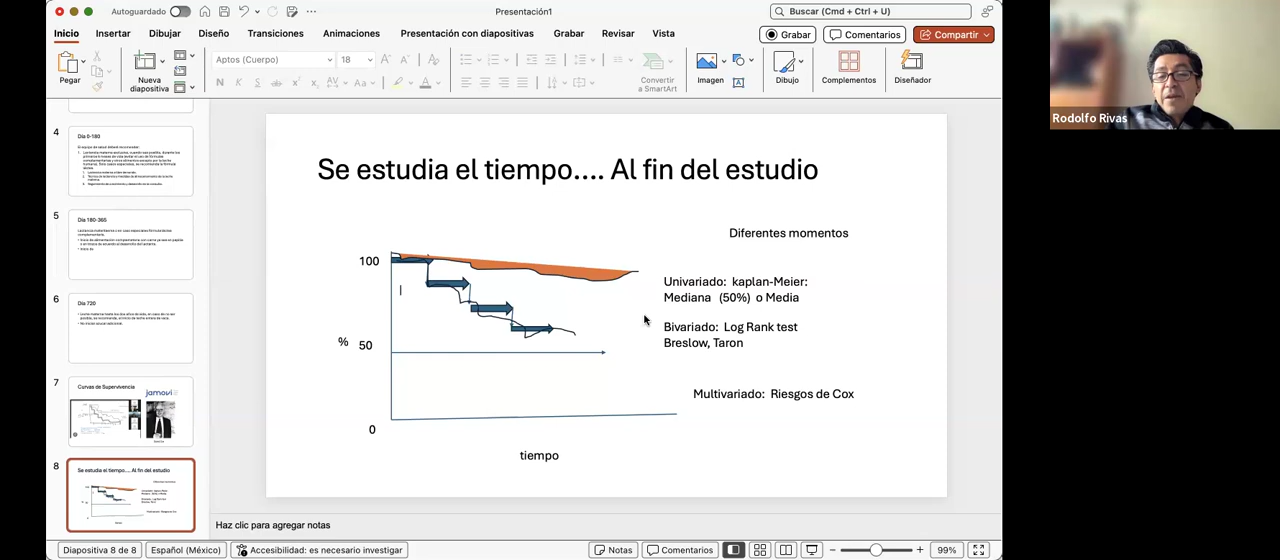 Autoguardado
Presentación1
Buscar (Cmd + Ctrl + U)
Inicio
Insertar
Dibujar
Diseño
Transiciones
Animaciones
Presentación con diapositivas
Grabar
Revisar
Vista
Grabar
Comentarios
Compartir
Pegar
Nueva
diapositiva
Aptos (Cuerpo)
18
N
K
S
Convertir
a SmartArt
Imagen
Dibujo
Complementos
Diseñador
Rodolfo Rivas
4
Día 0-180
5
Día 180-365
6
Día 720
7
Curvas de Supervivencia
jamovi
8
Se estudia el tiempo.... Al fin del estudio
Se estudia el tiempo.... Al fin del estudio
Diferentes momentos
100
Univariado: kaplan-Meier:
Mediana (50%) o Media
Bivariado: Log Rank test
Breslow, Taron
%
50
Multivariado: Riesgos de Cox
0
tiempo
Haz clic para agregar notas
Diapositiva 8 de 8
Español (México)
Accesibilidad: es necesario investigar
Notas
Comentarios
99%